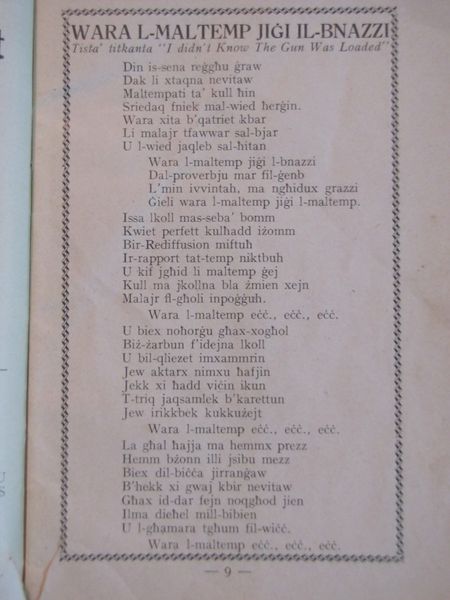 WARA L-MALTEMP JIĠI IL-BNAZZI
Tista' titkanta "I didn't Know The Gun Was Loaded"
Din is-sena reġgħu ġraw
Dak li xtaqna nevitaw
Maltempati ta' kull ħin
Sriedaq fniek mal-wied ħerġin.
Wara xita b'qatriet kbar
Li malajr tfawwar sal-bjar
U l-wied jaqleb sal-ħitan
Wara l-maltemp jiġi l-bnazzi
Dal-proverbju mar fil-ġenb
L'min ivvintah, ma ngħidux grazzi
Ġieli wara l-maltemp jiġi l-maltemp.
Issa lkoll mas-seba' bomm
Kwiet perfett kulħadd iżomm
Bir-Rediffusion miftuħ
Ir-rapport tat-temp niktbuh
U kif jgħid li maltemp ġej
Kull ma jkollna bla żmien xejn
Malajr fl-għoli inpoġġuh.
Wara l-maltemp eċċ., eċċ., eċċ.
U biex noħorġu għax-xogħol
Biż-żarbun f'idejna lkoll
U bil-qliezet imxammrin
Jew aktarx nimxu ħafjin
Jekk xi ħadd viċin ikun
T-triq jaqsamlek b'karettun
Jew irikkbek kukkużejt
Wara l-maltemp eċċ., eċċ., eċċ.
La għal ħajja ma hemmx prezz
Hemm bżonn illi jsibu mezz
Biex dil-biċċa jirranġaw
B'hekk xi gwaj kbir nevitaw
Għax id-dar fejn noqgħod jien
Ilma dieħel mill-bibien
U l-għamara tgħum fil-wiċċ.
Wara l-maltemp eċċ., eċċ., eċċ.
— 9 —